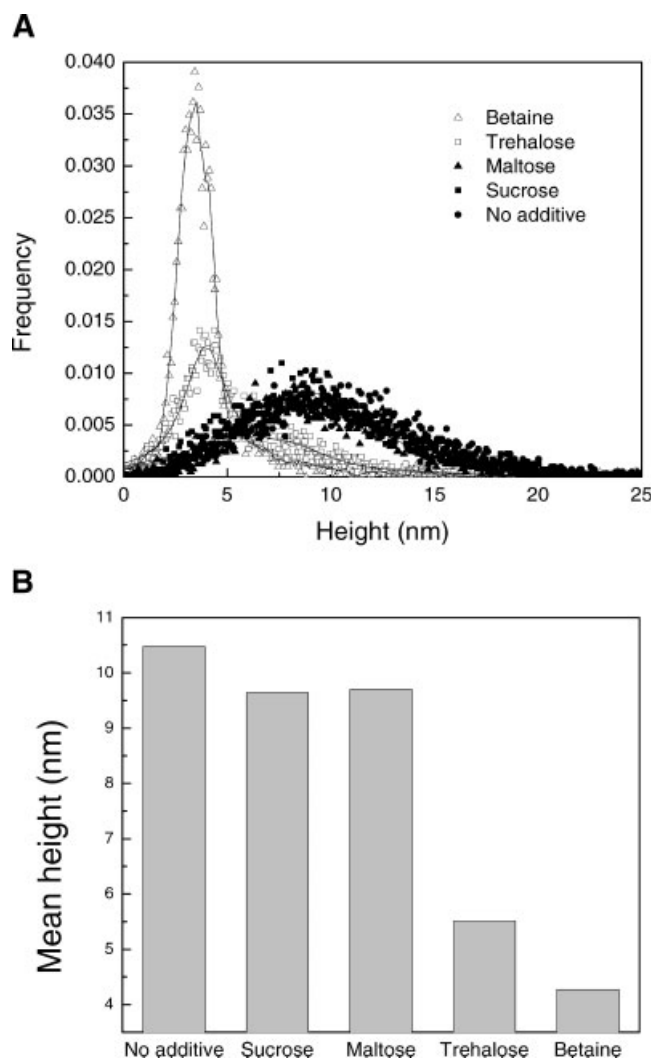 A
0.040
0.035
0.030
0.025
0.020
0.015
0.010
0.005
0.000
Frequency
Betaine
Trehalose
Maltose
Sucrose
No additive
0 5 10 15 20 25
Height (nm)
B
11
10
9
8
7
6
5
4
Mean height (nm)
No additive Sucrose Maltose Trehalose Betaine